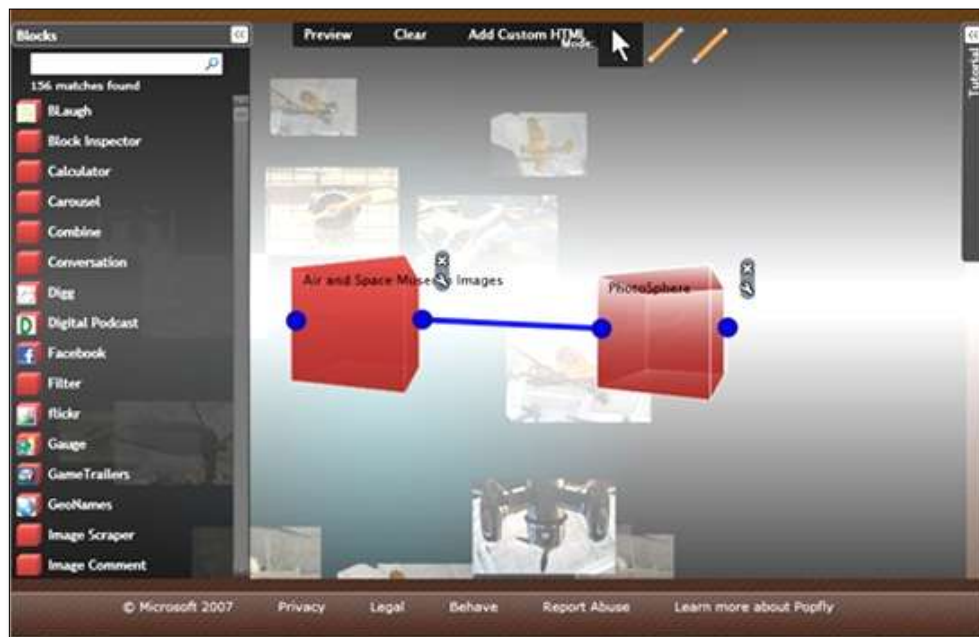 Blocks
Preview Clear Add Custom HTML
Mode:
156 matches found
BLaugh
Block Inspector
Calculator
Carousel
Combine
Conversation
Digg
Digital Podcast
Facebook
Filter
flickr
Gauge
GameTrailers
GeoNames
Image Scraper
Image Comment
Air and Space Museum Images
PhotoSphere
Tutorial
© Microsoft 2007 Privacy Legal Behave Report Abuse Learn more about Popfly